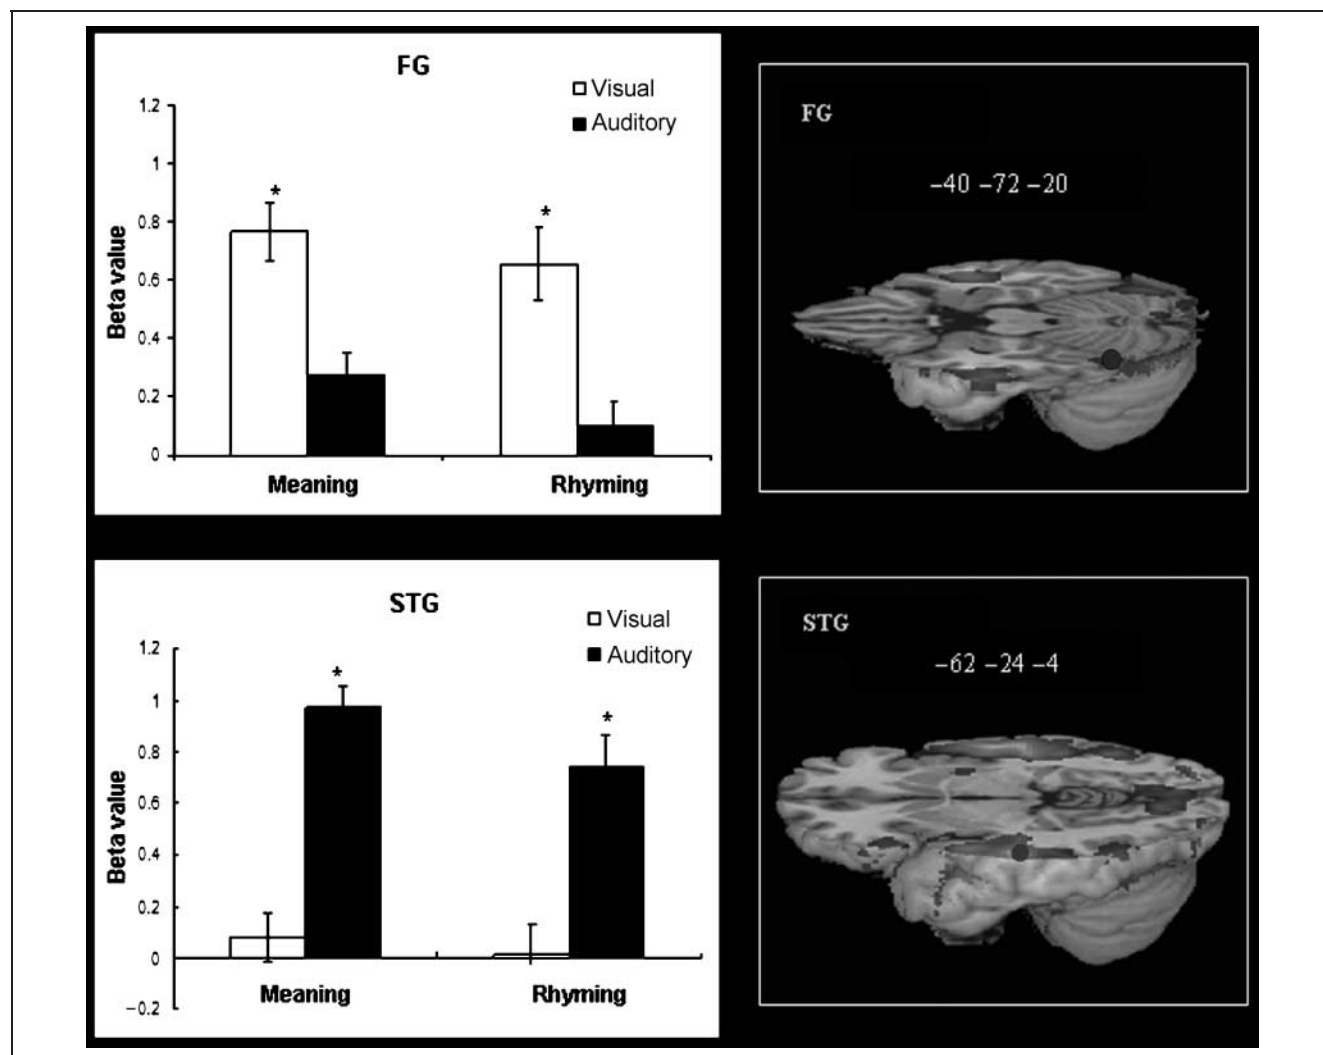 FG
Visual
Auditory
1.2
1
0.8
0.6
0.4
0.2
0
Beta value
*
*
Meaning Rhyming
FG
−40 −72 −20
STG
Visual
Auditory
1.2
1
0.8
0.6
0.4
0.2
0
−0.2
Beta value
*
*
Meaning Rhyming
STG
−62 −24 −4